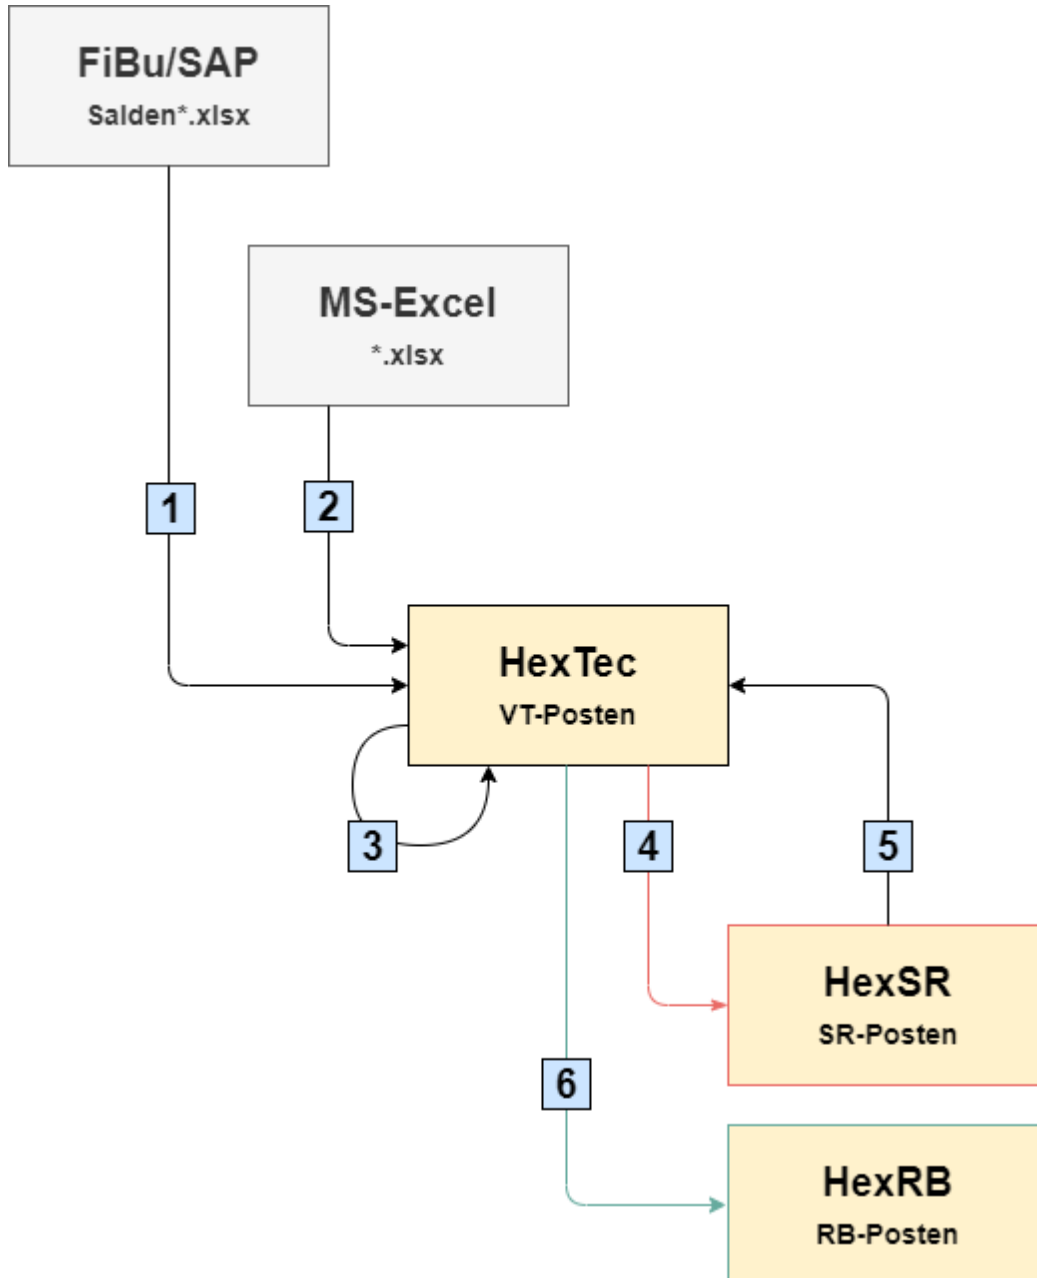 FiBu/SAP
Salden*.xlsx
MS-Excel
*.xlsx
1
2
HexTec
VT-Posten
3
4
5
HexSR
SR-Posten
6
HexRB
RB-Posten